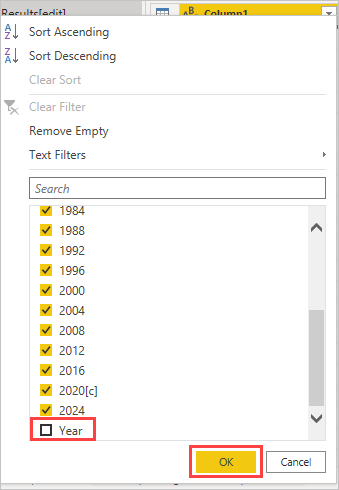 Results[edit]
ABC Column1
Sort Ascending
Sort Descending
Clear Sort
Clear Filter
Remove Empty
Text Filters
Search
1984
1988
1992
1996
2000
2004
2008
2012
2016
2020[c]
2024
Year
OK Cancel